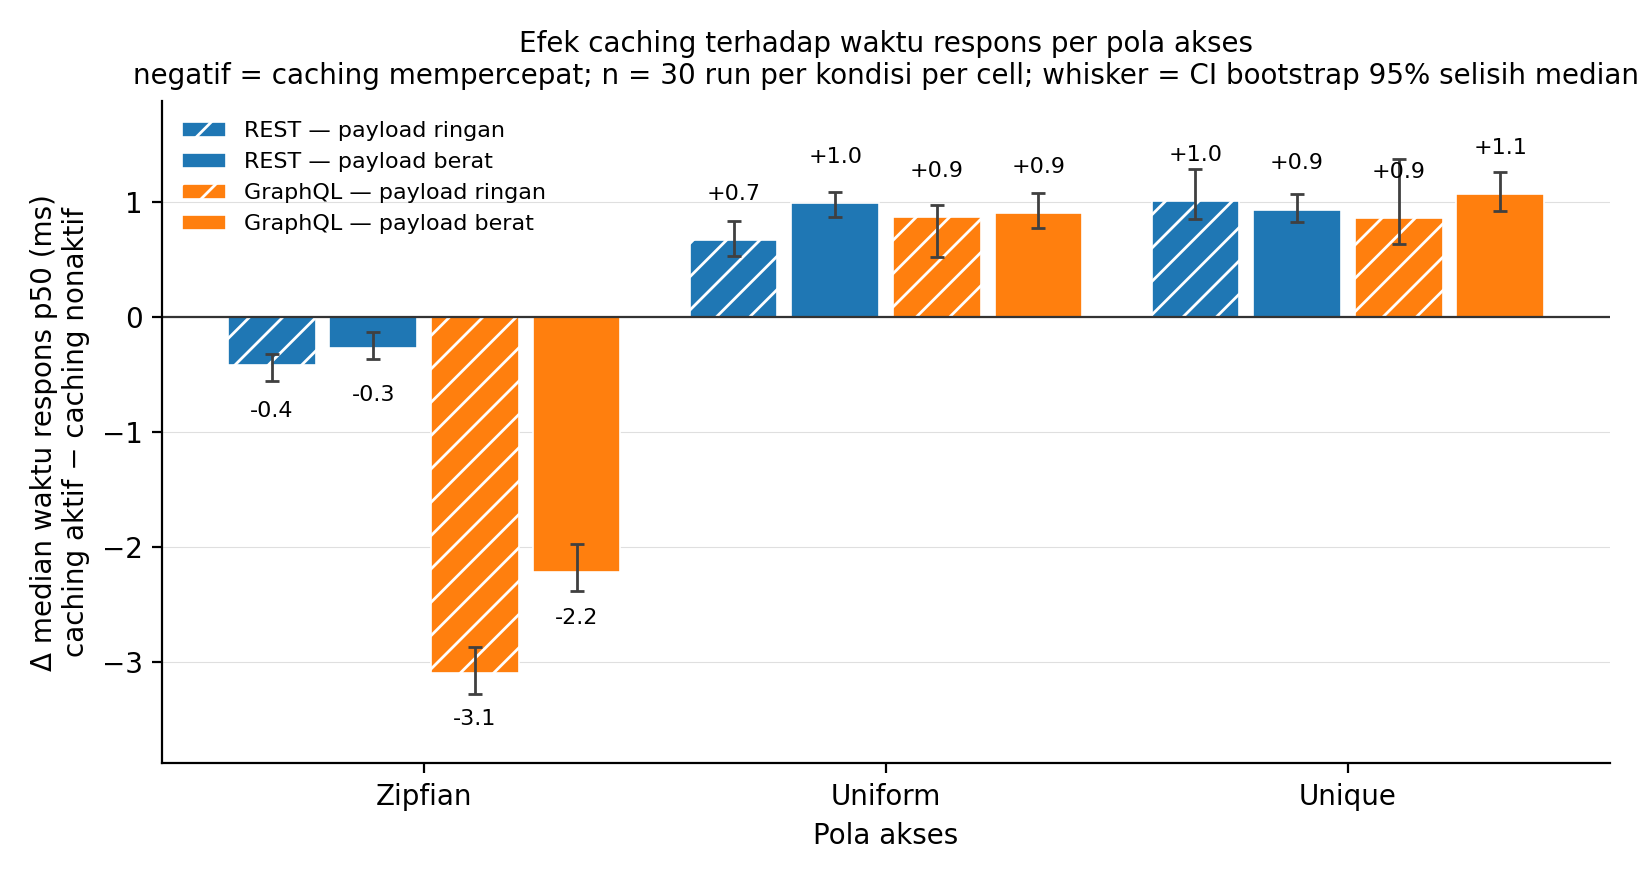 Efek caching terhadap waktu respons per pola akses
negatif = caching mempercepat; n = 30 run per kondisi per cell; whisker = CI bootstrap 95% selisih median
REST — payload ringan
REST — payload berat
GraphQL — payload ringan
GraphQL — payload berat
Δ median waktu respons p50 (ms)
caching aktif − caching nonaktif
1
0
−1
−2
−3
-0.4
-0.3
-3.1
-2.2
+0.7
+1.0
+0.9
+0.9
+1.0
+0.9
+0.9
+1.1
Zipfian
Uniform
Unique
Pola akses